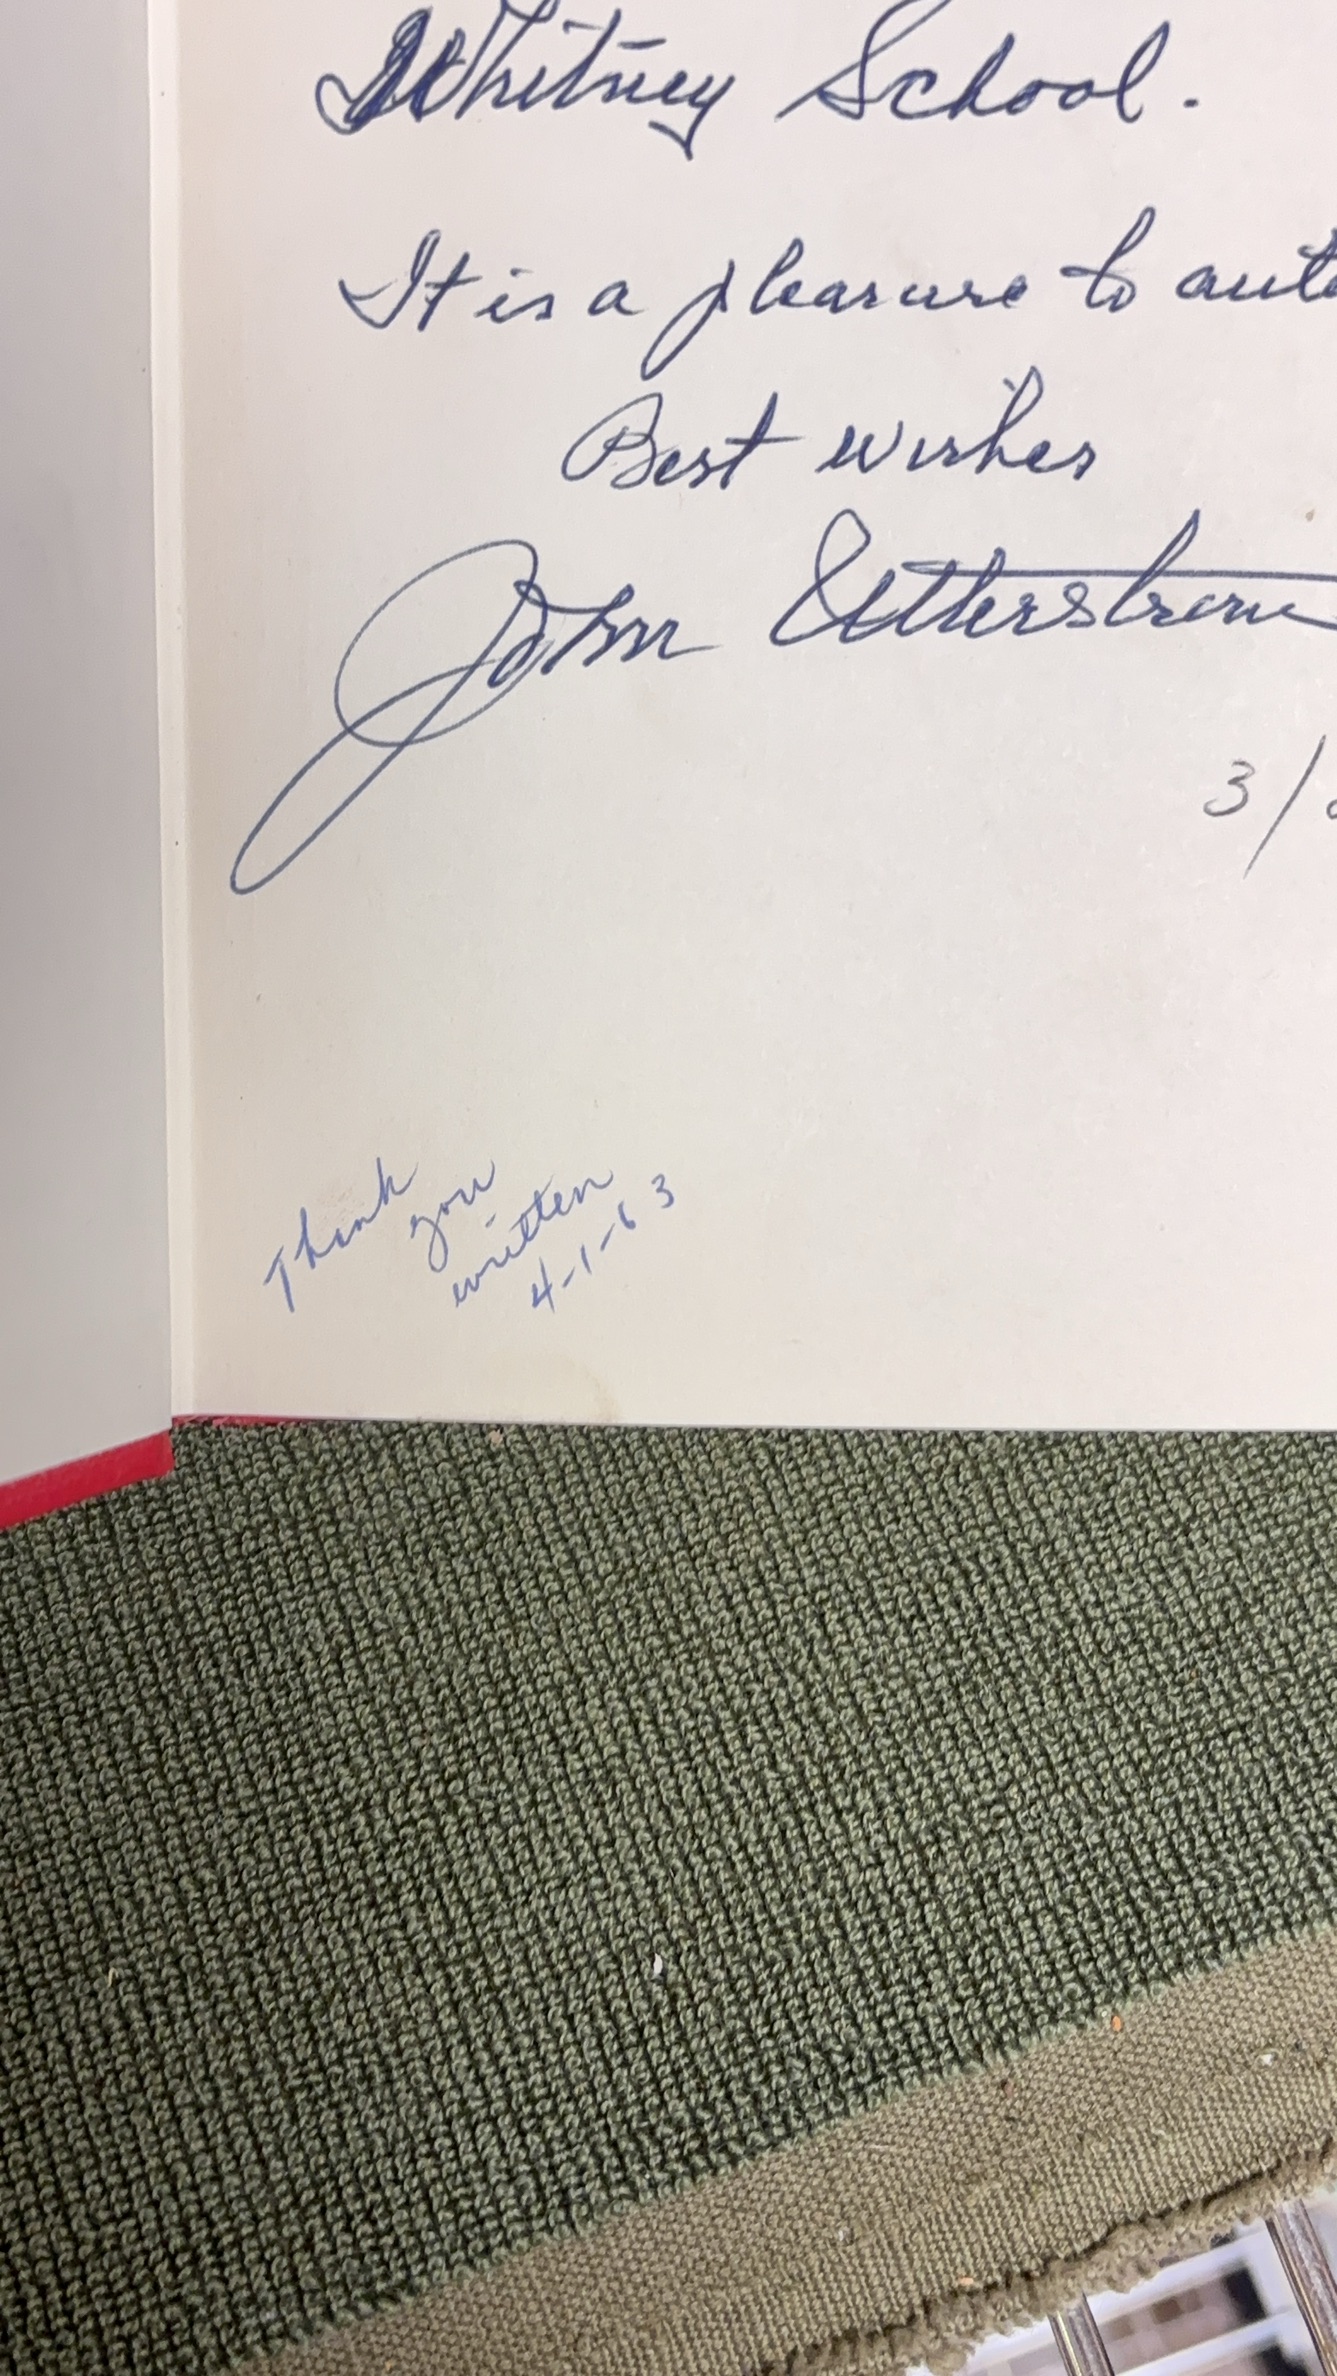 Whitney School.
It is a pleasure to
Best wishes
John
3/
Thank
you
written
4-1-63